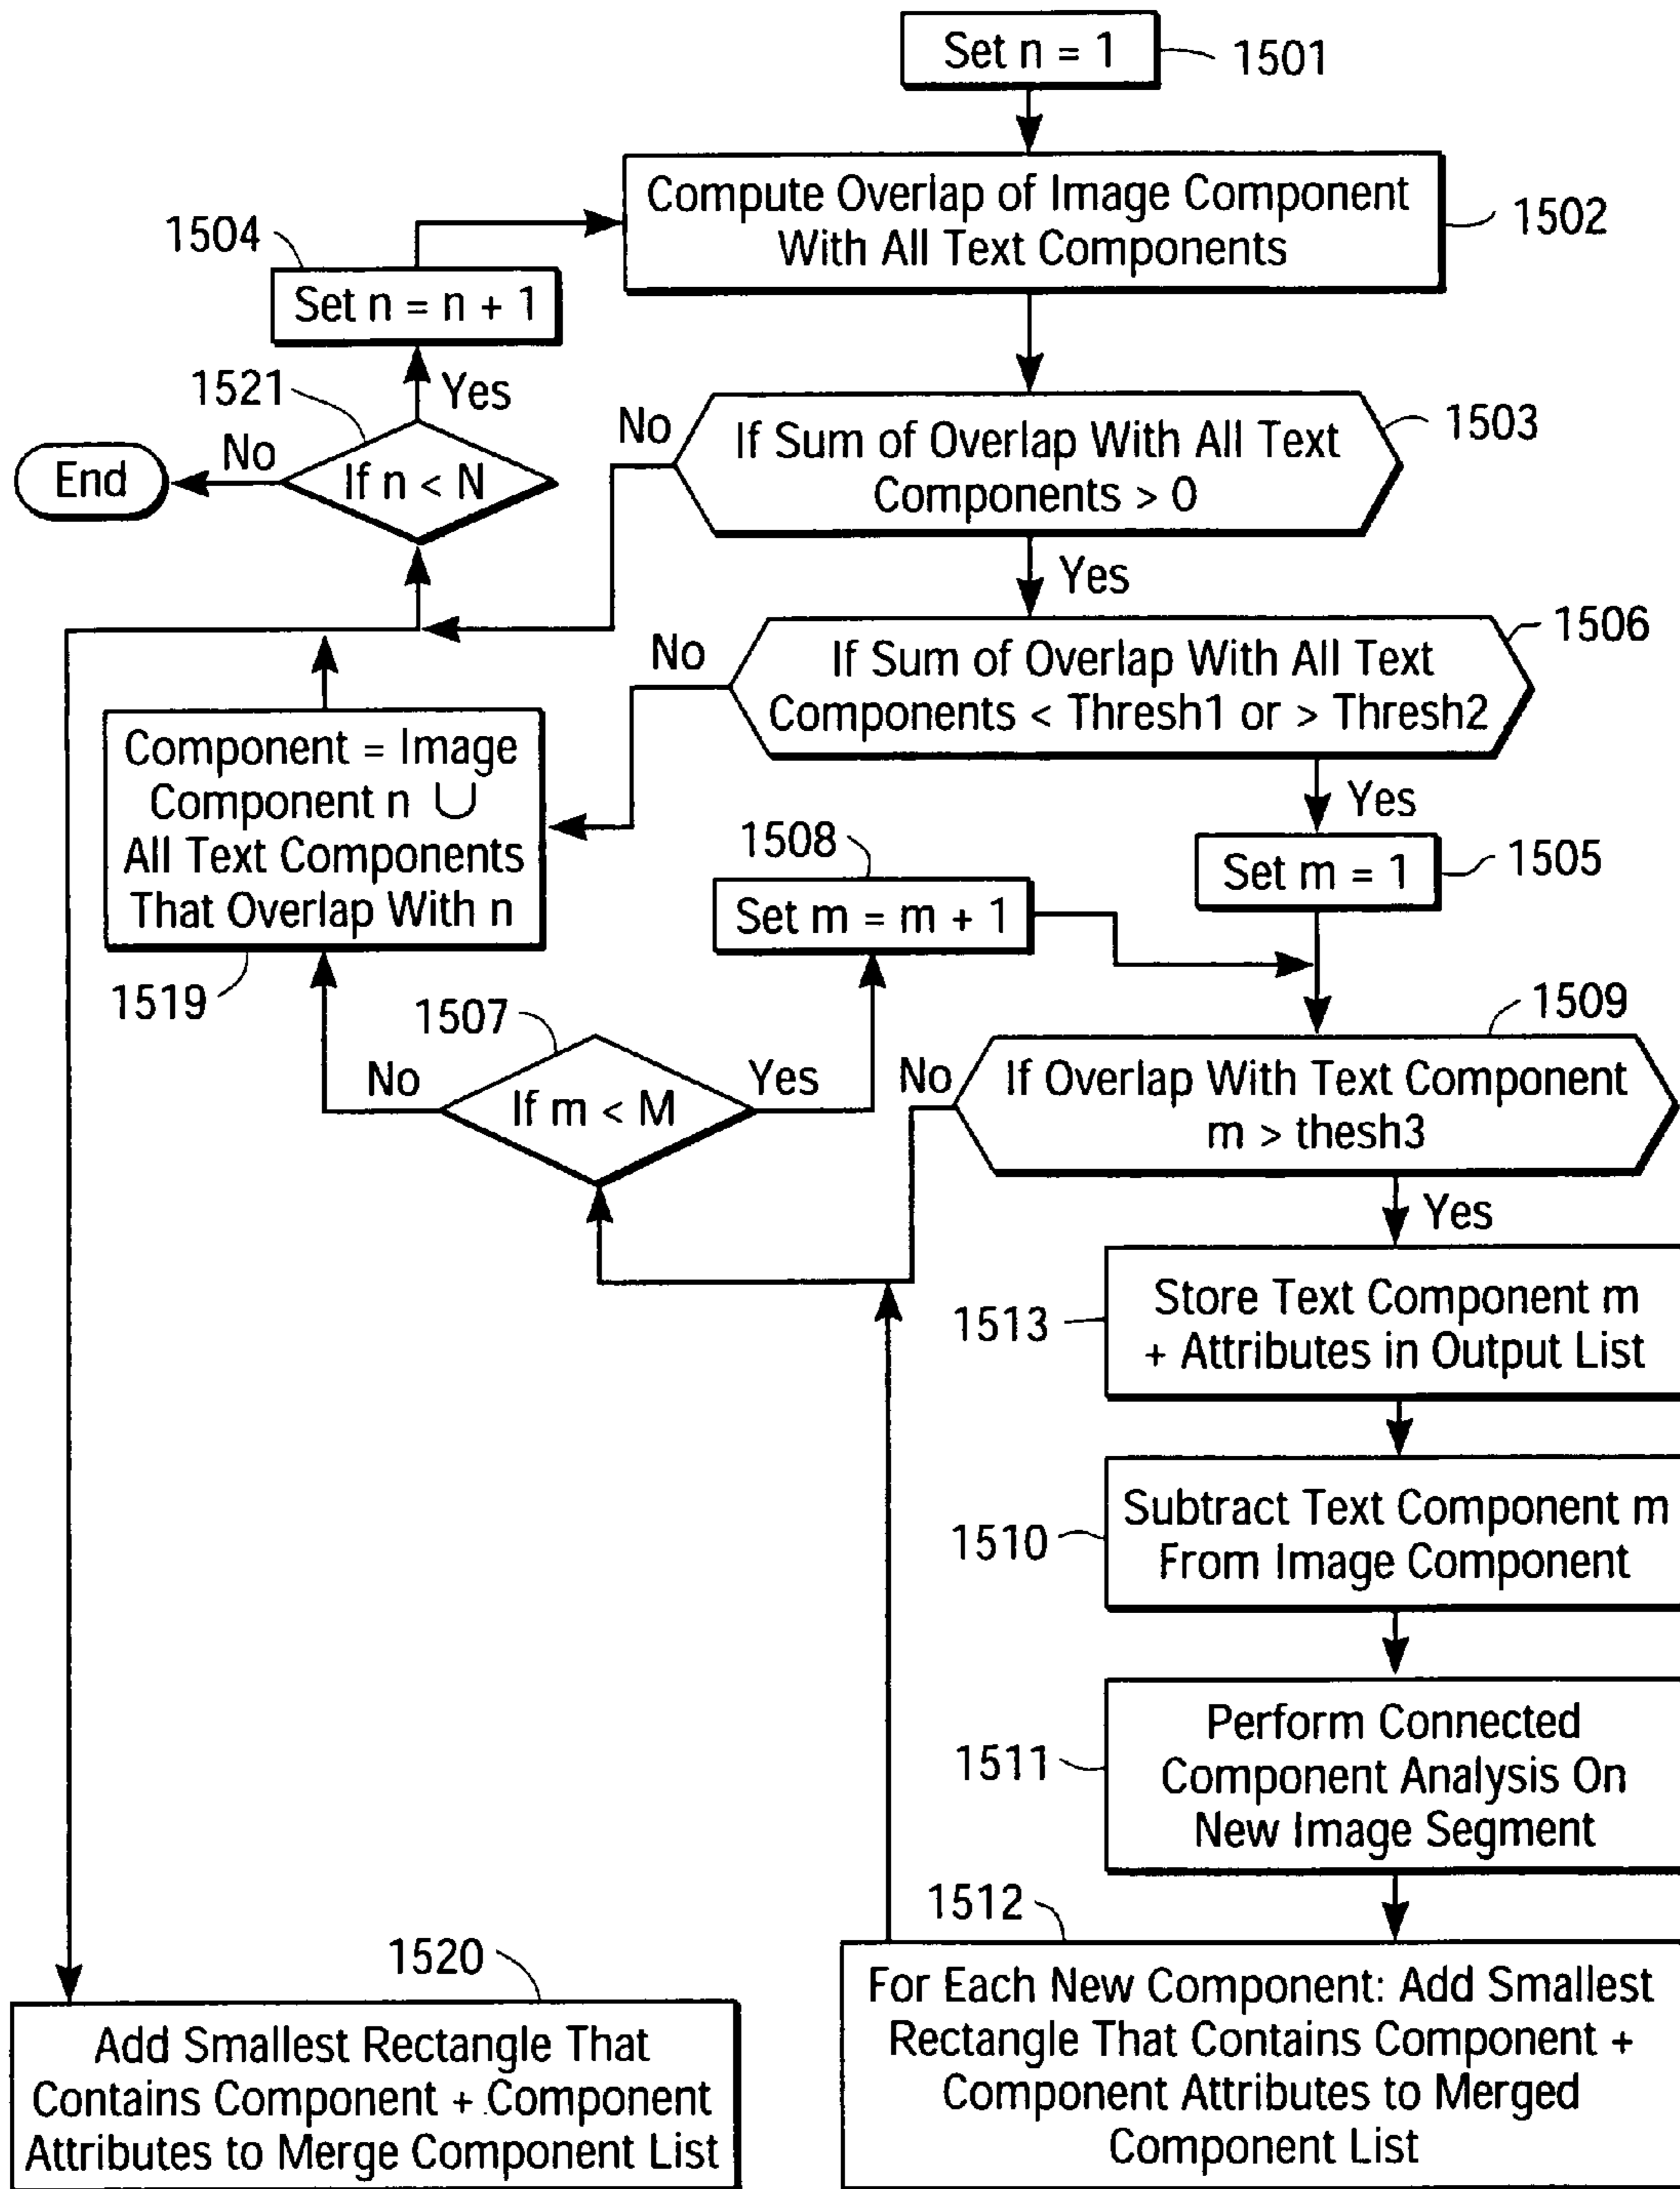 Set n = 1
1501
Compute Overlap of Image Component
With All Text Components
1502
1504
Set n = n + 1
1521
Yes
If n < N
No
End
No
If Sum of Overlap With All Text
Components > 0
1503
Yes
No
If Sum of Overlap With All Text
Components < Thresh1 or > Thresh2
1506
Component = Image
Component n ∪
All Text Components
That Overlap With n
1519
Yes
1508
Set m = m + 1
Set m = 1
1505
1507
No
If m < M
Yes
No
If Overlap With Text Component
m > thesh3
1509
Yes
1513
Store Text Component m
+ Attributes in Output List
1510
Subtract Text Component m
From Image Component
1511
Perform Connected
Component Analysis On
New Image Segment
1512
For Each New Component: Add Smallest
Rectangle That Contains Component +
Component Attributes to Merged
Component List
1520
Add Smallest Rectangle That
Contains Component + Component
Attributes to Merge Component List